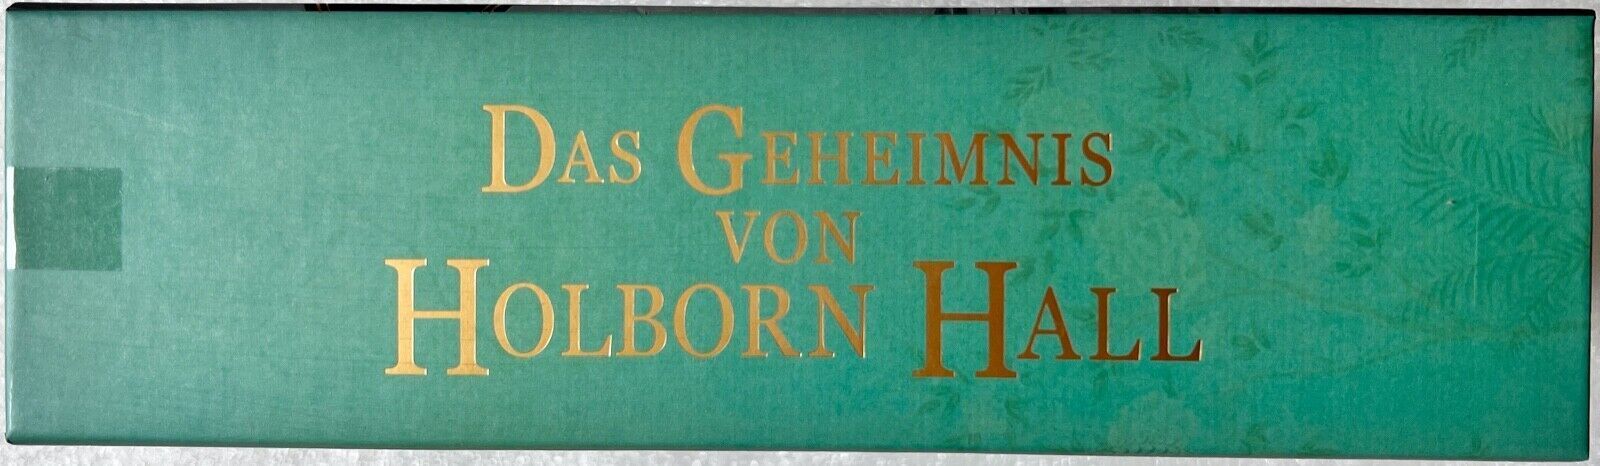 Das Geheimnis
von
Holborn Hall